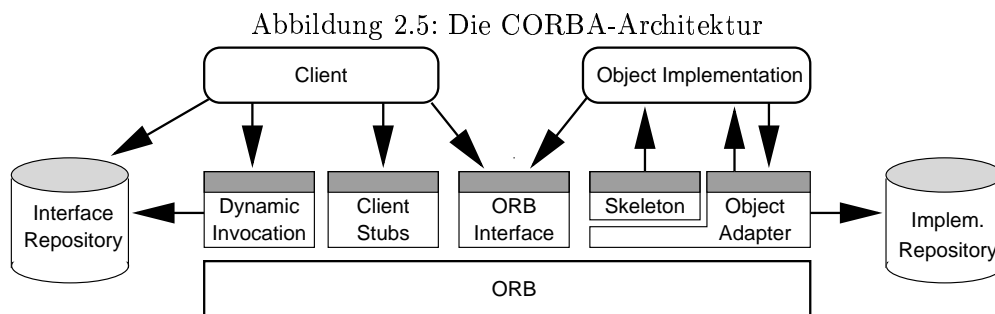 Abbildung 2.5: Die CORBA-Architektur
Client
Object Implementation
Interface
Repository
Dynamic
Invocation
Client
Stubs
ORB
Interface
Skeleton
Object
Adapter
Implem.
Repository
ORB